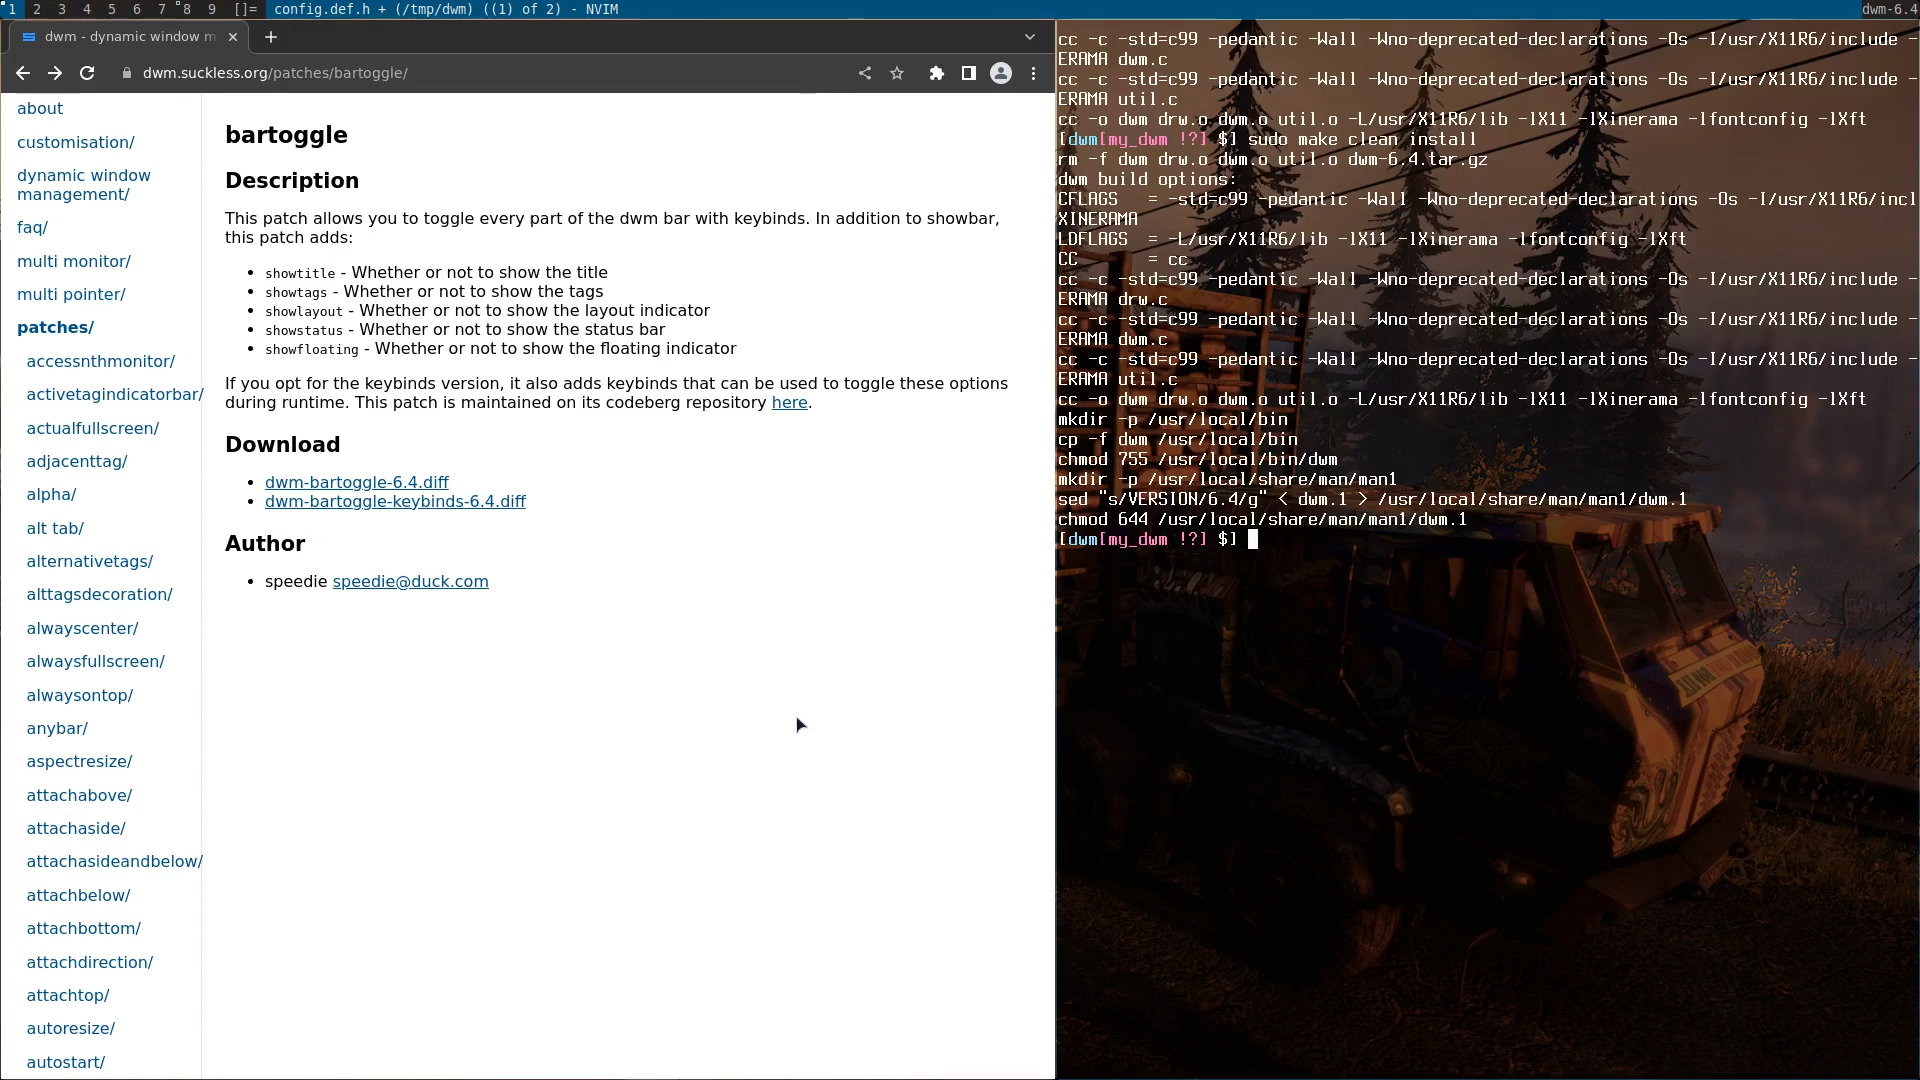 1 2 3 4 5 6 7 8 9 []= config.def.h + (/tmp/dwm) ((1) of 2) - NVIM dwm-6.4
dwm - dynamic window m
dwm.suckless.org/patches/bartoggle/
about
customisation/
dynamic window
management/
faq/
multi monitor/
multi pointer/
patches/
accessnthmonitor/
activetagindicatorbar/
actualfullscreen/
adjacenttag/
alpha/
alt tab/
alternativetags/
alttagsdecoration/
alwayscenter/
alwaysfullscreen/
alwaysontop/
anybar/
aspectresize/
attachabove/
attachaside/
attachasideandbelow/
attachbelow/
attachbottom/
attachdirection/
attachtop/
autoresize/
autostart/
bartoggle
Description
This patch allows you to toggle every part of the dwm bar with keybinds. In addition to showbar,
this patch adds:
• showtitle - Whether or not to show the title
• showtags - Whether or not to show the tags
• showlayout - Whether or not to show the layout indicator
• showstatus - Whether or not to show the status bar
• showfloating - Whether or not to show the floating indicator
If you opt for the keybinds version, it also adds keybinds that can be used to toggle these options
during runtime. This patch is maintained on its codeberg repository here.
Download
• dwm-bartoggle-6.4.diff
• dwm-bartoggle-keybinds-6.4.diff
Author
• speedie speedie@duck.com
cc -c -std=c99 -pedantic -Wall -Wno-deprecated-declarations -Os -I/usr/X11R6/include -
ERAMA dwm.c
cc -c -std=c99 -pedantic -Wall -Wno-deprecated-declarations -Os -I/usr/X11R6/include -
ERAMA util.c
cc -o dwm drw.o dwm.o util.o -L/usr/X11R6/lib -lX11 -lXinerama -lfontconfig -lXft
[dwm[my_dwm !?] $] sudo make clean install
rm -f dwm drw.o dwm.o util.o dwm-6.4.tar.gz
dwm build options:
CFLAGS   = -std=c99 -pedantic -Wall -Wno-deprecated-declarations -Os -I/usr/X11R6/incl
XINERAMA
LDFLAGS  = -L/usr/X11R6/lib -lX11 -lXinerama -lfontconfig -lXft
CC       = cc
cc -c -std=c99 -pedantic -Wall -Wno-deprecated-declarations -Os -I/usr/X11R6/include -
ERAMA drw.c
cc -c -std=c99 -pedantic -Wall -Wno-deprecated-declarations -Os -I/usr/X11R6/include -
ERAMA dwm.c
cc -c -std=c99 -pedantic -Wall -Wno-deprecated-declarations -Os -I/usr/X11R6/include -
ERAMA util.c
cc -o dwm drw.o dwm.o util.o -L/usr/X11R6/lib -lX11 -lXinerama -lfontconfig -lXft
mkdir -p /usr/local/bin
cp -f dwm /usr/local/bin
chmod 755 /usr/local/bin/dwm
mkdir -p /usr/local/share/man/man1
sed "s/VERSION/6.4/g" < dwm.1 > /usr/local/share/man/man1/dwm.1
chmod 644 /usr/local/share/man/man1/dwm.1
[dwm[my_dwm !?] $]